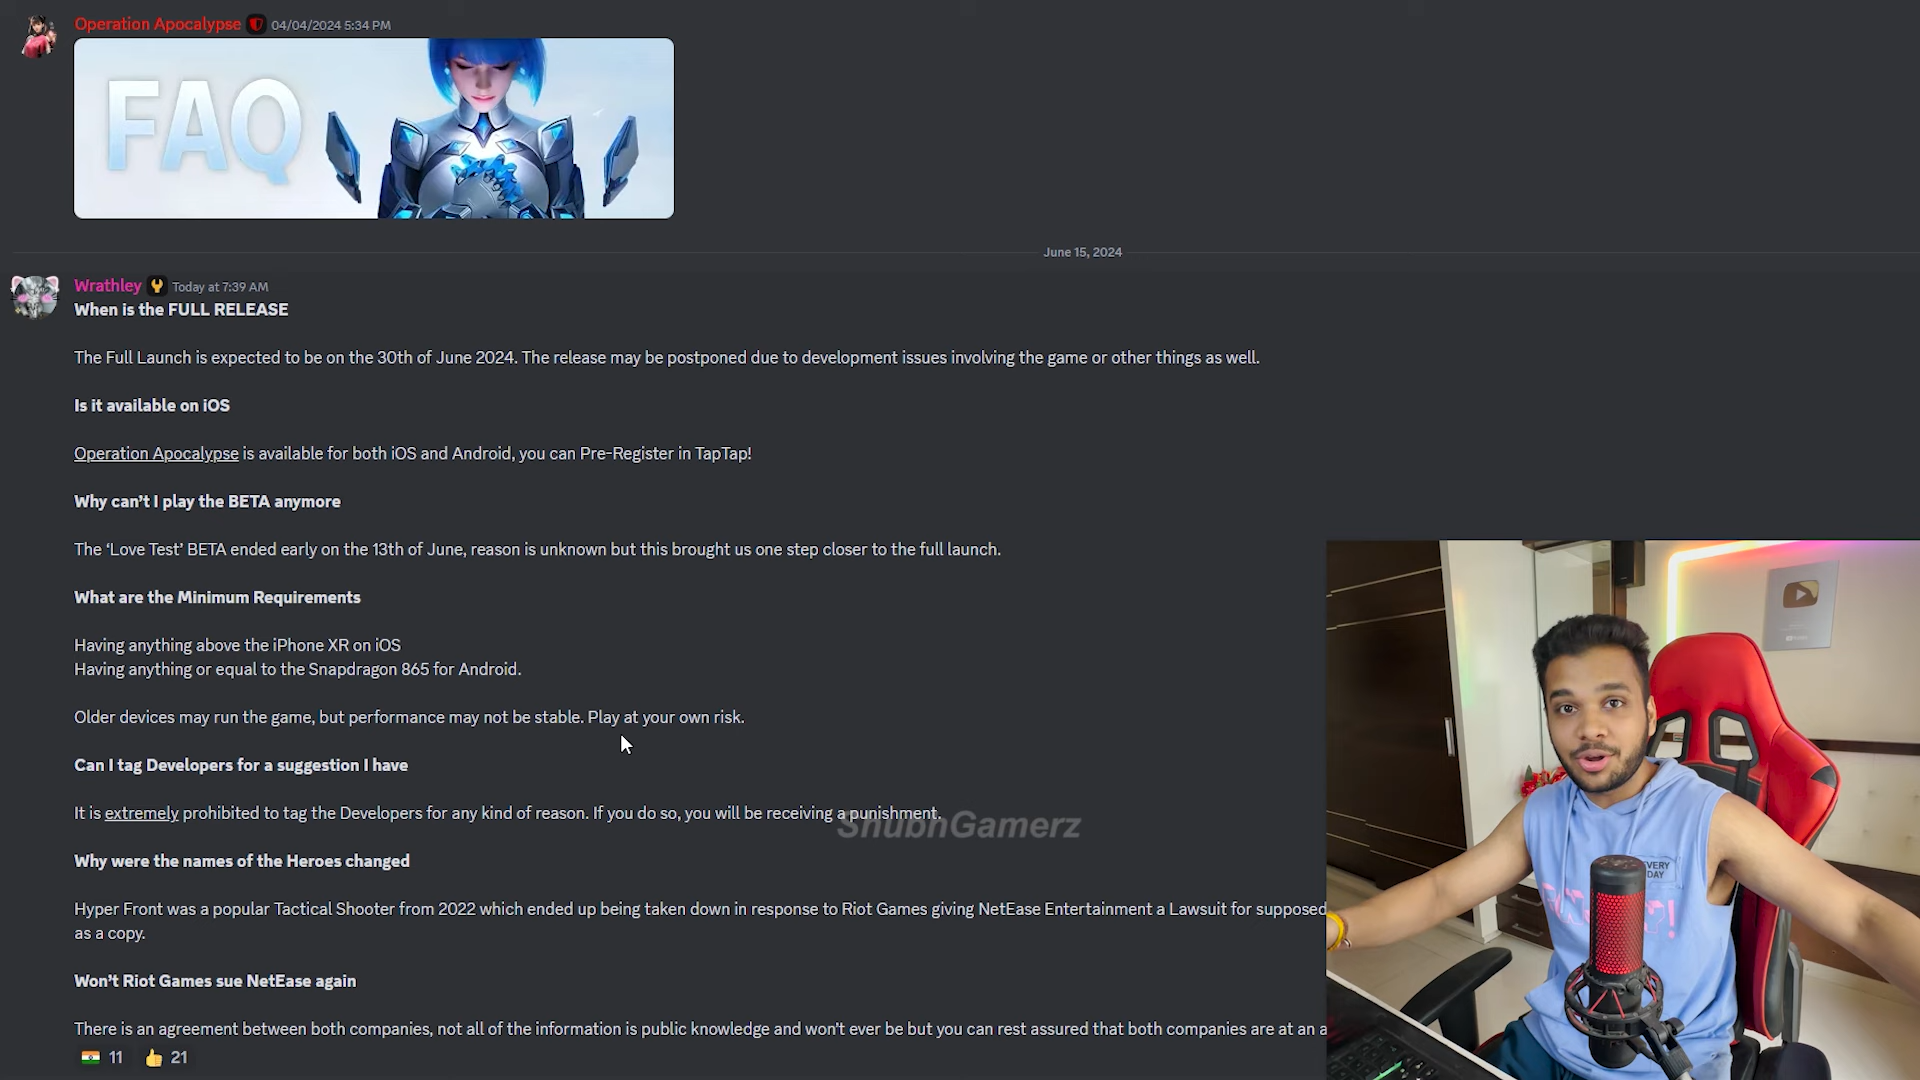 Operation Apocalypse 04/04/2024 5:34 PM
FAQ
June 15, 2024
Wrathley Today at 7:39 AM
When is the FULL RELEASE
The Full Launch is expected to be on the 30th of June 2024. The release may be postponed due to development issues involving the game or other things as well.
Is it available on iOS
Operation Apocalypse is available for both iOS and Android, you can Pre-Register in TapTap!
Why can't I play the BETA anymore
The ‘Love Test’ BETA ended early on the 13th of June, reason is unknown but this brought us one step closer to the full launch.
What are the Minimum Requirements
Having anything above the iPhone XR on iOS
Having anything or equal to the Snapdragon 865 for Android.
Older devices may run the game, but performance may not be stable. Play at your own risk.
Can I tag Developers for a suggestion I have
It is extremely prohibited to tag the Developers for any kind of reason. If you do so, you will be receiving a punishment.
ShubhGamerz
Why were the names of the Heroes changed
Hyper Front was a popular Tactical Shooter from 2022 which ended up being taken down in response to Riot Games giving NetEase Entertainment a Lawsuit for supposed
as a copy.
Won't Riot Games sue NetEase again
There is an agreement between both companies, not all of the information is public knowledge and won't ever be but you can rest assured that both companies are at an a
11 21
EVERY
DAY